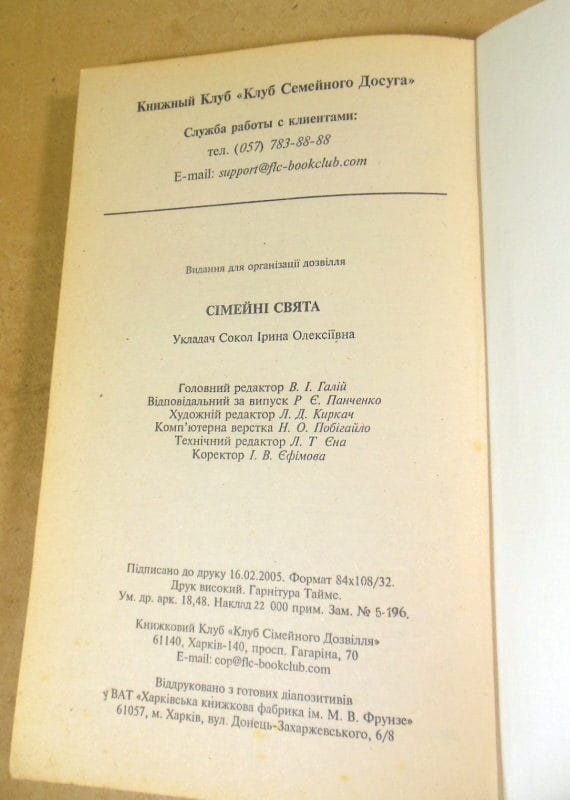 Книжный Клуб «Клуб Семейного Досуга»
Служба работы с клиентами:
тел. (057) 783-88-88
E-mail: support@flc-bookclub.com
Видання для організації дозвілля
СІМЕЙНІ СВЯТА
Укладач Сокол Ірина Олексіївна
Головний редактор В. І. Галій
Відповідальний за випуск Р Є. Панченко
Художній редактор Л. Д. Киркач
Комп’ютерна верстка Н. О. Побігайло
Технічний редактор Л. Т Єна
Коректор І. В. Єфімова
Підписано до друку 16.02.2005. Формат 84х108/32.
Друк високий. Гарнітура Таймс.
Ум. др. арк. 18,48. Наклад 22 000 прим. Зам. № 5-196.
Книжковий Клуб «Клуб Сімейного Дозвілля»
61140, Харків-140, просп. Гагаріна, 70
E-mail: cop@flc-bookclub.com
Віддруковано з готових діапозитивів
у ВАТ «Харківська книжкова фабрика ім. М. В. Фрунзе»
61057, м. Харків, вул. Донець-Захаржевського, 6/8